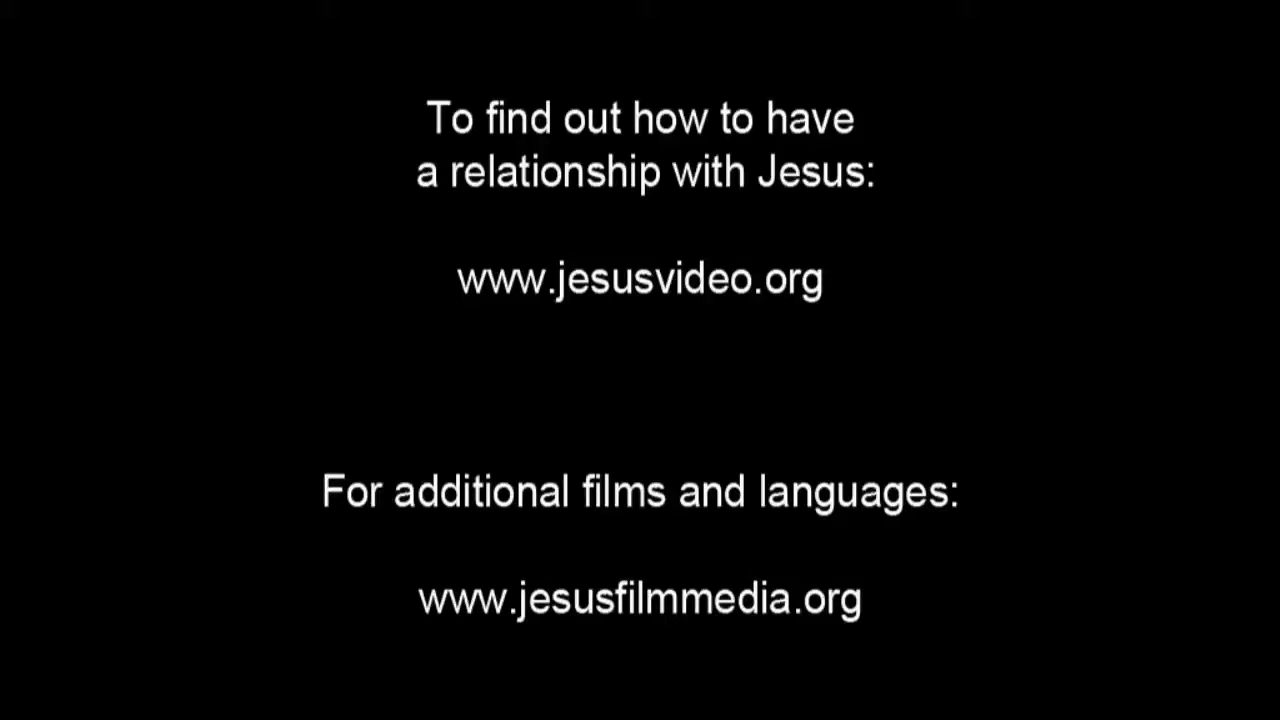 To find out how to have
a relationship with Jesus:
www.jesusvideo.org
For additional films and languages:
www.jesusfilmmedia.org